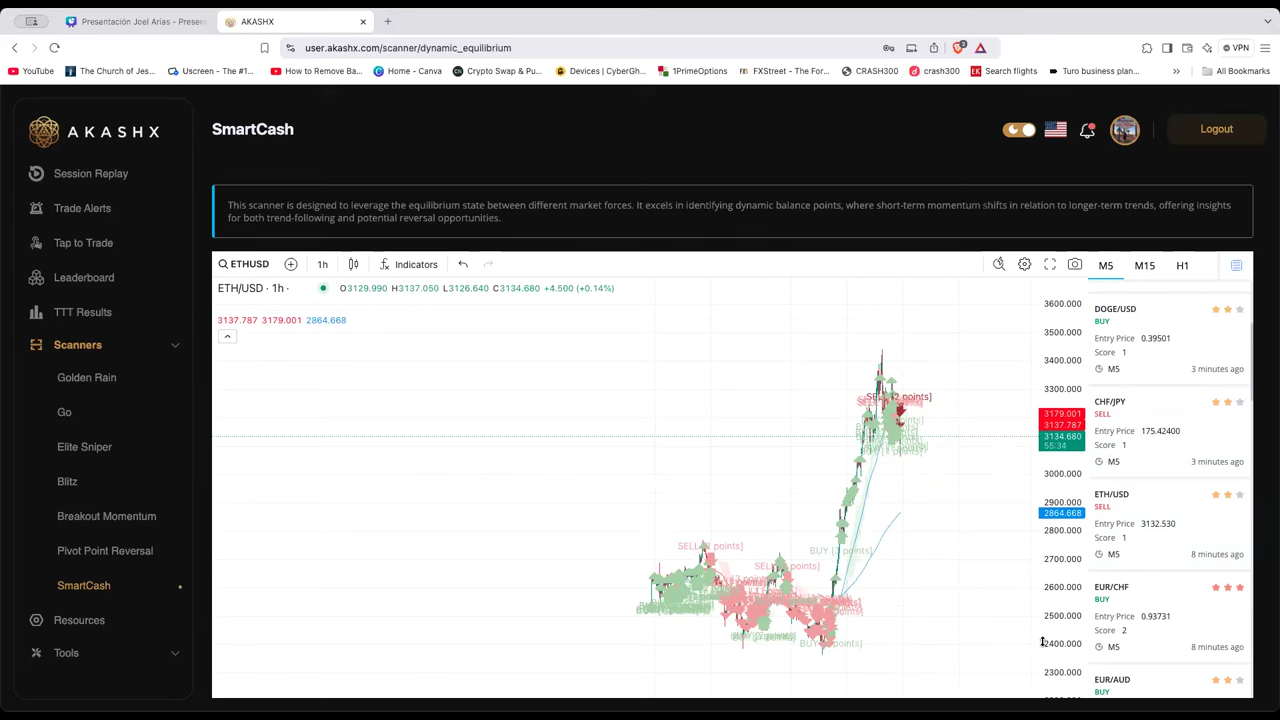 Presentación Joel Arias - Presen
AKASHX
user.akashx.com/scanner/dynamic_equilibrium
VPN
YouTube
The Church of Jes...
Uscreen - The #1...
How to Remove Ba...
Home - Canva
Crypto Swap & Pu...
Devices | CyberGh...
1PrimeOptions
FXStreet - The For...
CRASH300
crash300
Search flights
Turo business plan...
All Bookmarks
AKASHX
SmartCash
Logout
Session Replay
Trade Alerts
Tap to Trade
Leaderboard
TTT Results
Scanners
Golden Rain
Go
Elite Sniper
Blitz
Breakout Momentum
Pivot Point Reversal
SmartCash
Resources
Tools
This scanner is designed to leverage the equilibrium state between different market forces. It excels in identifying dynamic balance points, where short-term momentum shifts in relation to longer-term trends, offering insights
for both trend-following and potential reversal opportunities.
ETHUSD
1h
Indicators
ETH/USD · 1h ·
O3129.990 H3137.050 L3126.640 C3134.680 +4.500 (+0.14%)
3137.787 3179.001 2864.668
3600.000
3500.000
3400.000
3300.000
3179.001
3137.787
3134.680
55:34
3000.000
2900.000
2864.668
2800.000
2700.000
2600.000
2500.000
2400.000
2300.000
M5
M15
H1
DOGE/USD
BUY
Entry Price 0.39501
Score 1
M5
3 minutes ago
CHF/JPY
SELL
Entry Price 175.42400
Score 1
M5
3 minutes ago
ETH/USD
SELL
Entry Price 3132.530
Score 1
M5
8 minutes ago
EUR/CHF
BUY
Entry Price 0.93731
Score 2
M5
8 minutes ago
EUR/AUD
BUY